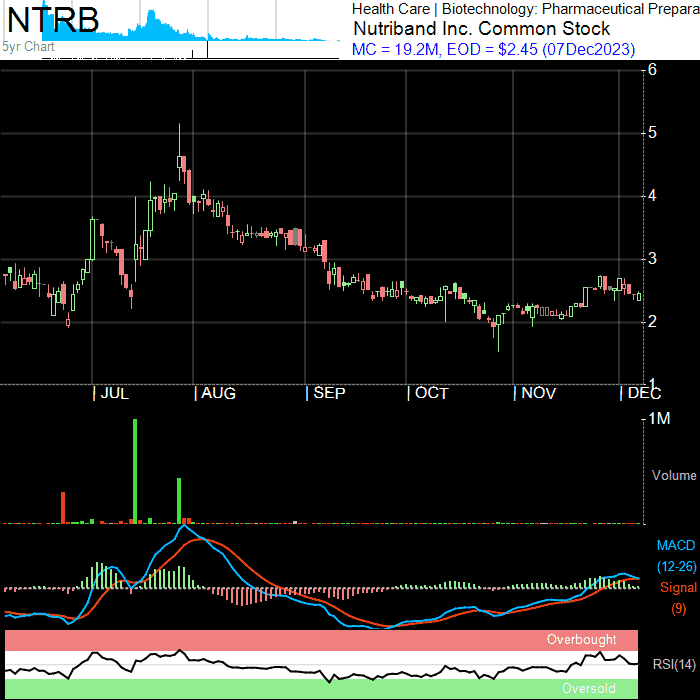 NTRB
5yr Chart
Health Care | Biotechnology: Pharmaceutical Prepara
Nutriband Inc. Common Stock
MC = 19.2M, EOD = $2.45 (07Dec2023)
6
5
4
3
2
1
| JUL | AUG | SEP | OCT | NOV | DEC
1M
Volume
MACD
(12-26)
Signal
(9)
Overbought
RSI(14)
Oversold